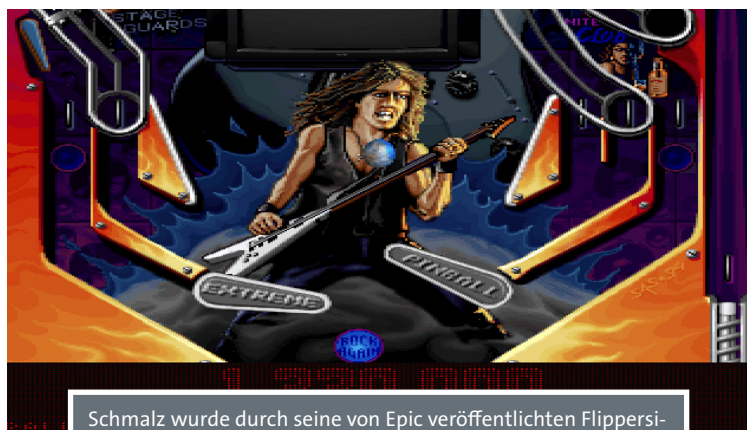 STAGE
GUARDS
NITE
CLUB
EXTREME
PINBALL
ROCK
AGAIN
Schmalz wurde durch seine von Epic veröffentlichten Flippersi-